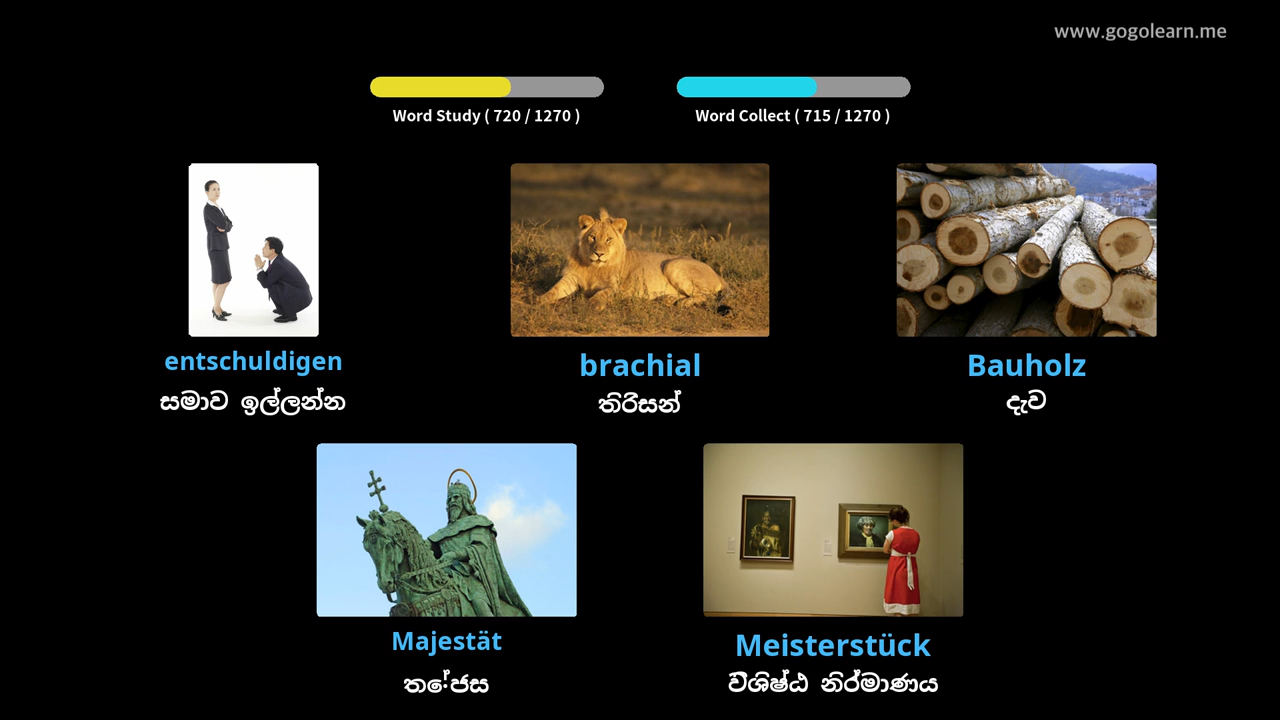 www.gogolearn.me
Word Study ( 720 / 1270 )
Word Collect ( 715 / 1270 )
entschuldigen
brachial
Bauholz
සමාව ඉල්ලන්න
තිරිසන්
දැව
Majestät
Meisterstück
තේජස
විශිෂ්ඨ නිර්මාණය